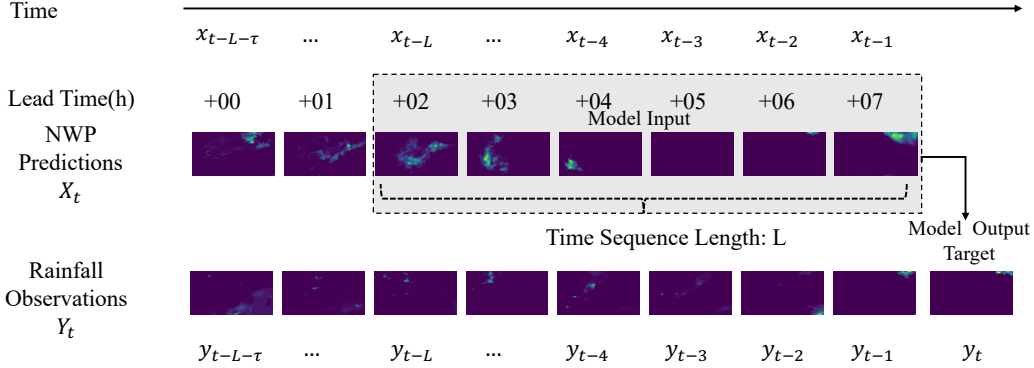 Time
x_{t−L−τ} ... x_{t−L} ... x_{t−4} x_{t−3} x_{t−2} x_{t−1}
Lead Time(h) +00 +01 +02 +03 +04 +05 +06 +07
Model Input
NWP
Predictions
X_t
Time Sequence Length: L
Model Output
Target
Rainfall
Observations
Y_t
y_{t−L−τ} ... y_{t−L} ... y_{t−4} y_{t−3} y_{t−2} y_{t−1} y_t